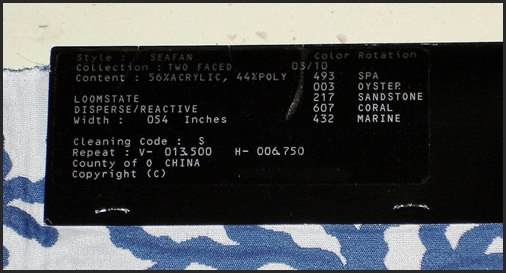 Style : SEAFAN Color Rotation
Collection : TWO FACED 03/10
Content : 56%ACRYLIC, 44%POLY 493 SPA
003 OYSTER
LOOMSTATE 217 SANDSTONE
DISPERSE/REACTIVE 607 CORAL
Width : 054 Inches 432 MARINE
Cleaning Code : S
Repeat : V- 013.500 H- 006.750
County of O CHINA
Copyright (C)